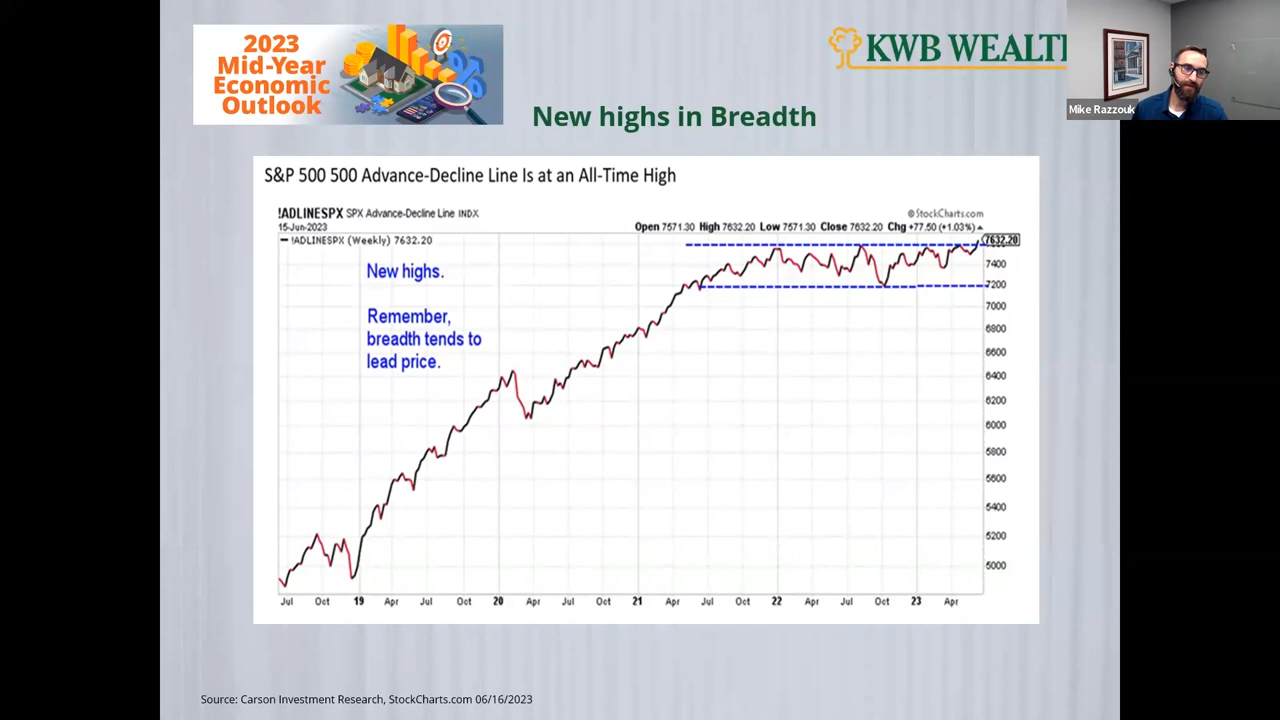 2023
Mid-Year
Economic
Outlook
KWB WEALT
Mike Razzouk
New highs in Breadth
S&P 500 500 Advance-Decline Line Is at an All-Time High
!ADLINESPX SPX Advance-Decline Line INDX
© StockCharts.com
15-Jun-2023
Open 7571.30 High 7632.20 Low 7571.30 Close 7632.20 Chg +77.50 (+1.03%)
!ADLINESPX (Weekly) 7632.20
7632.20
New highs.
Remember,
breadth tends to
lead price.
7400
7200
7000
6800
6600
6400
6200
6000
5800
5600
5400
5200
5000
Jul Oct 19 Apr Jul Oct 20 Apr Jul Oct 21 Apr Jul Oct 22 Apr Jul Oct 23 Apr
Source: Carson Investment Research, StockCharts.com 06/16/2023